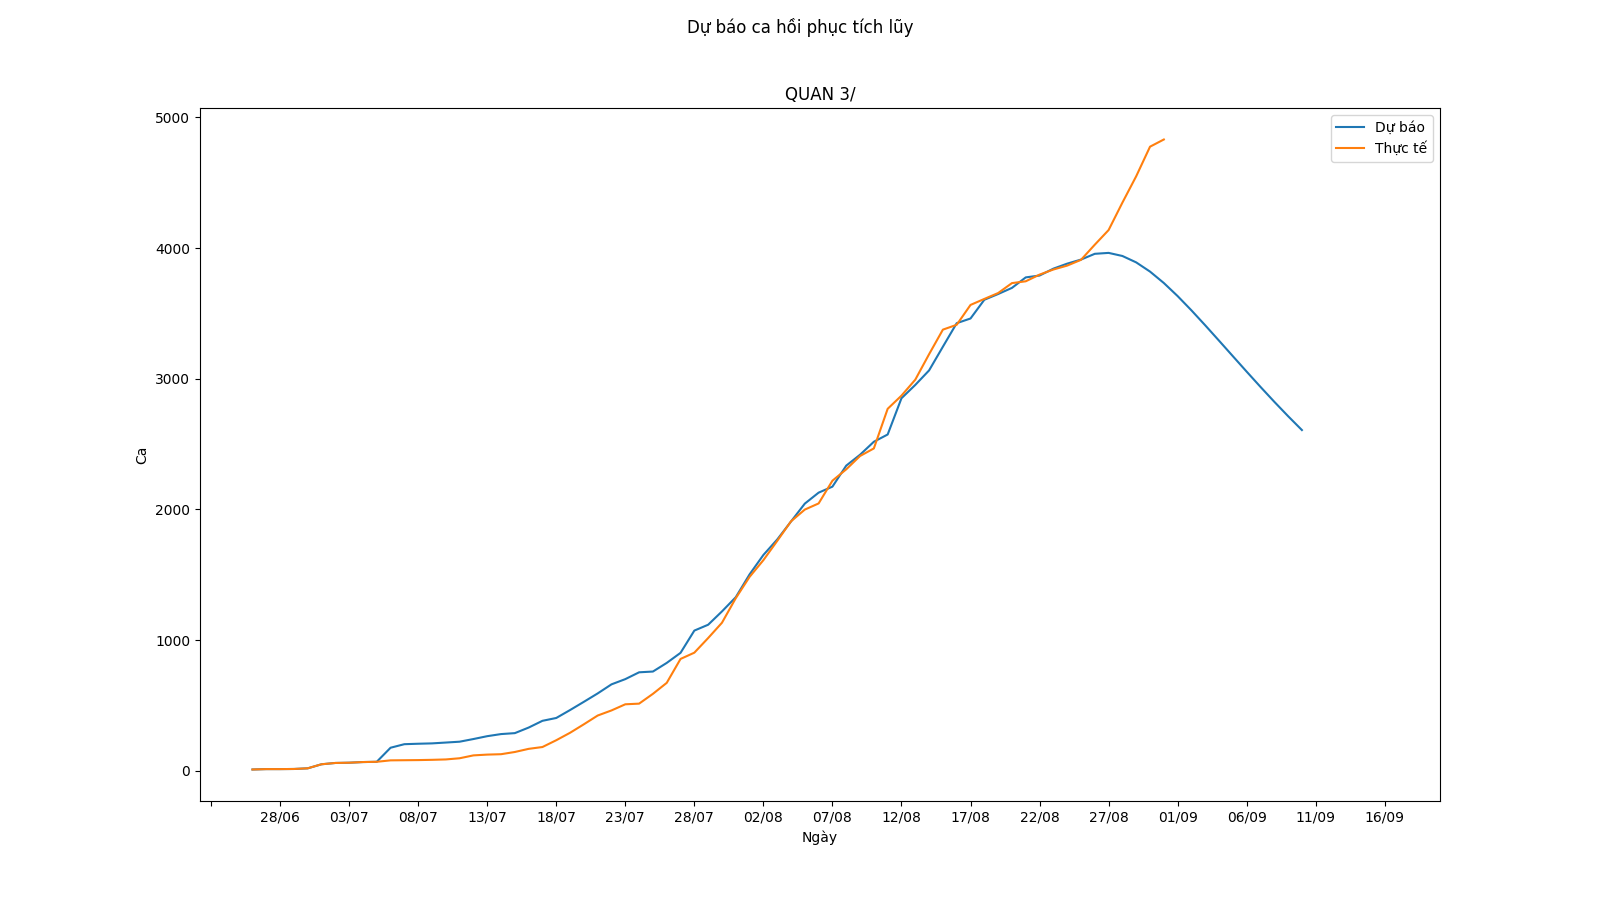 Dự báo ca hồi phục tích lũy
QUAN 3/
5000
4000
3000
2000
1000
0
Ca
Dự báo
Thực tế
28/06 03/07 08/07 13/07 18/07 23/07 28/07 02/08 07/08 12/08 17/08 22/08 27/08 01/09 06/09 11/09 16/09
Ngày